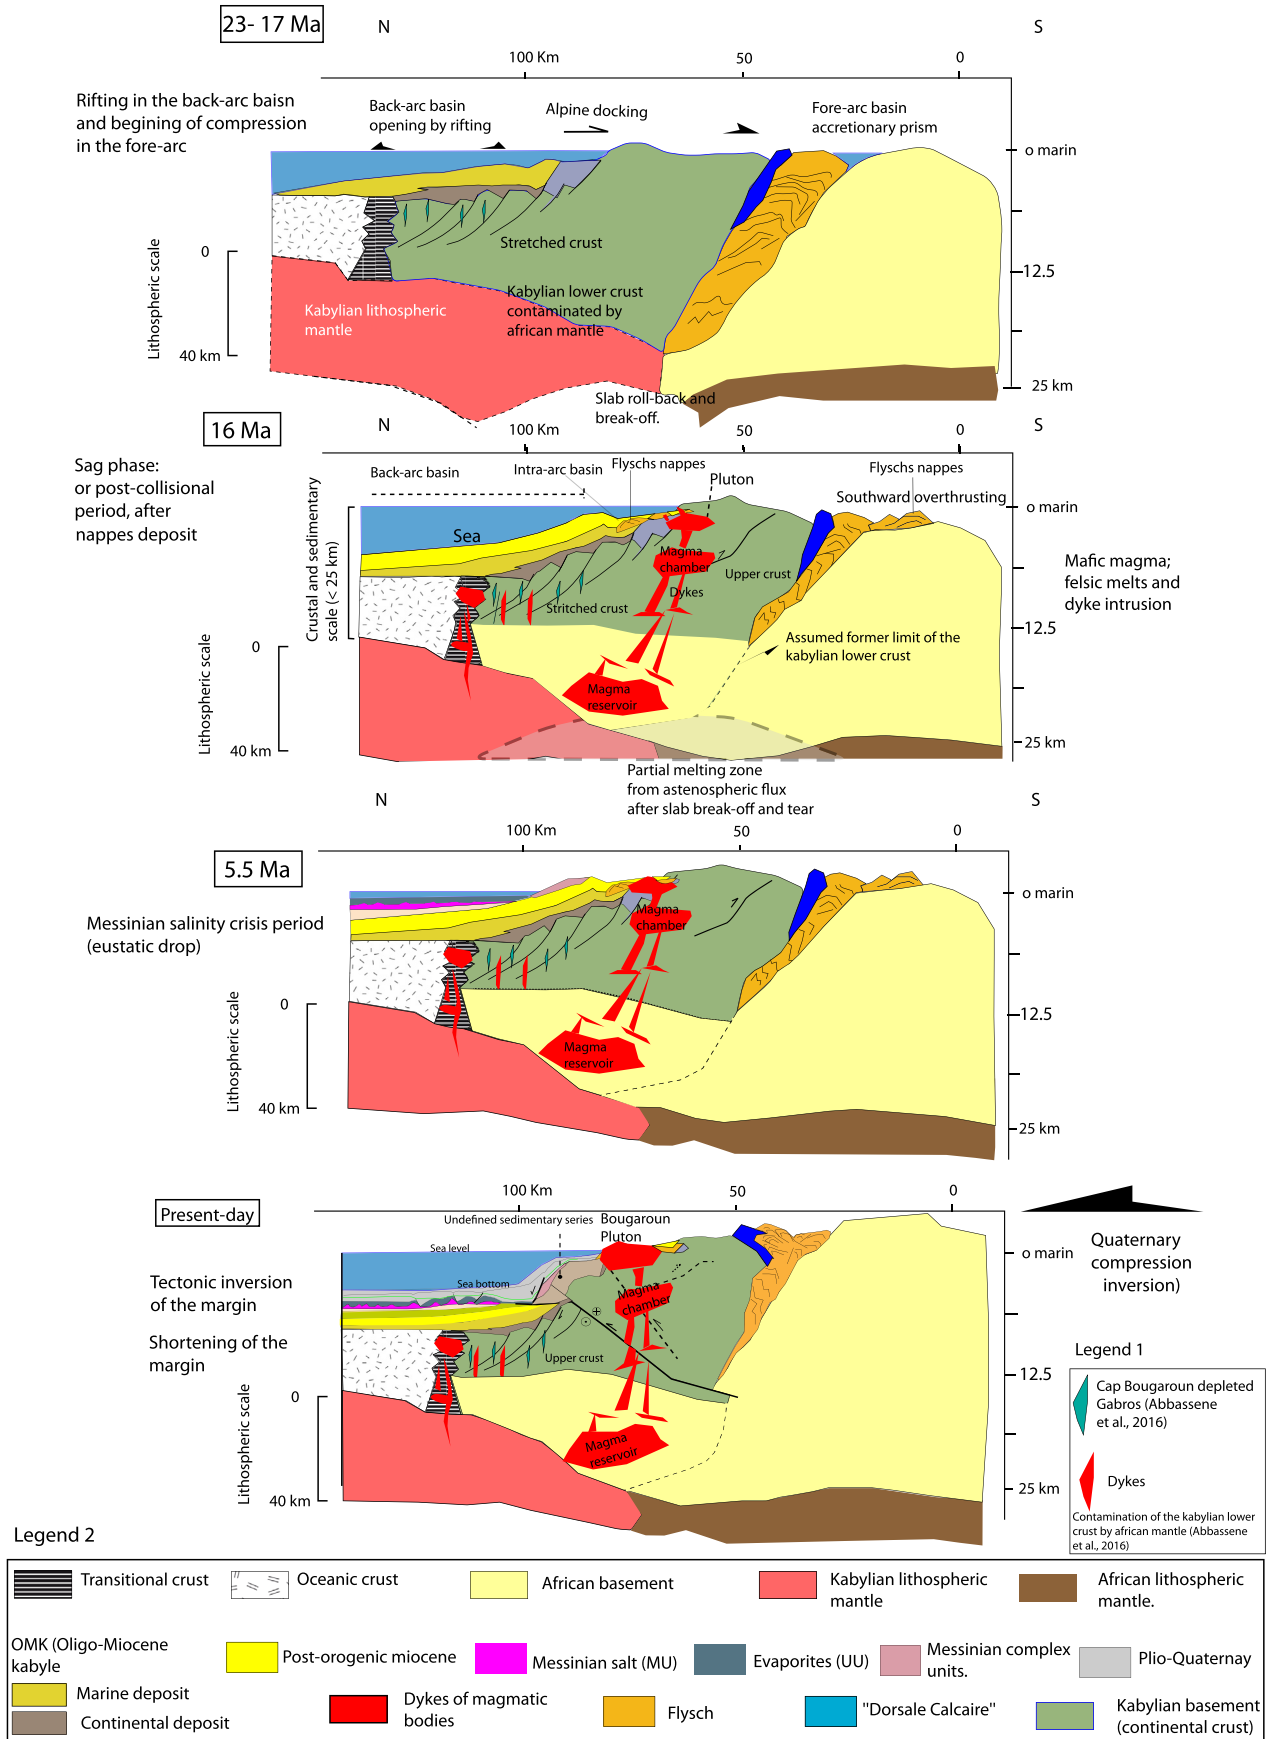 23- 17 Ma
N
S
100 Km
50
0
Rifting in the back-arc baisn
and begining of compression
in the fore-arc
Back-arc basin
opening by rifting
Alpine docking
Fore-arc basin
accretionary prism
o marin
12.5
25 km
Lithospheric scale
0
40 km
Stretched crust
Kabylian lower crust
contaminated by
african mantle
Kabylian lithospheric
mantle
Slab roll-back and
break-off.
16 Ma
N
S
100 Km
50
0
Sag phase:
or post-collisional
period, after
nappes deposit
Back-arc basin
Intra-arc basin
Flyschs nappes
Pluton
Flyschs nappes
Southward overthrusting
o marin
12.5
25 km
Crustal and sedimentary
scale (< 25 km)
Lithospheric scale
0
40 km
Sea
Magma
chamber
Upper crust
Dykes
Stritched crust
Assumed former limit of the
kabylian lower crust
Magma
reservoir
Mafic magma;
felsic melts and
dyke intrusion
Partial melting zone
from astenospheric flux
after slab break-off and tear
N
S
100 Km
50
0
5.5 Ma
Messinian salinity crisis period
(eustatic drop)
o marin
12.5
25 km
Lithospheric scale
0
40 km
Magma
chamber
Magma
reservoir
100 Km
50
0
Present-day
Undefined sedimentary series
Bougaroun
Pluton
Sea level
Sea bottom
Tectonic inversion
of the margin
Shortening of the
margin
o marin
12.5
25 km
Lithospheric scale
0
40 km
Magma
chamber
Upper crust
Magma
reservoir
Quaternary
compression
inversion)
Legend 1
Cap Bougaroun depleted
Gabros (Abbassene
et al., 2016)
Dykes
Contamination of the kabylian lower
crust by african mantle (Abbassene
et al., 2016)
Legend 2
Transitional crust
Oceanic crust
African basement
Kabylian lithospheric
mantle
African lithospheric
mantle.
OMK (Oligo-Miocene
kabyle
Post-orogenic miocene
Messinian salt (MU)
Evaporites (UU)
Messinian complex
units.
Plio-Quaternay
Marine deposit
Continental deposit
Dykes of magmatic
bodies
Flysch
"Dorsale Calcaire"
Kabylian basement
(continental crust)